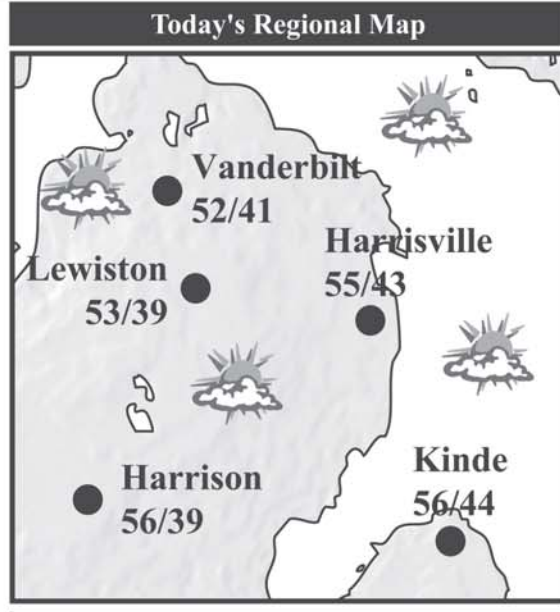 Today's Regional Map
Vanderbilt
52/41
Harrisville
55/43
Lewiston
53/39
Harrison
56/39
Kinde
56/44